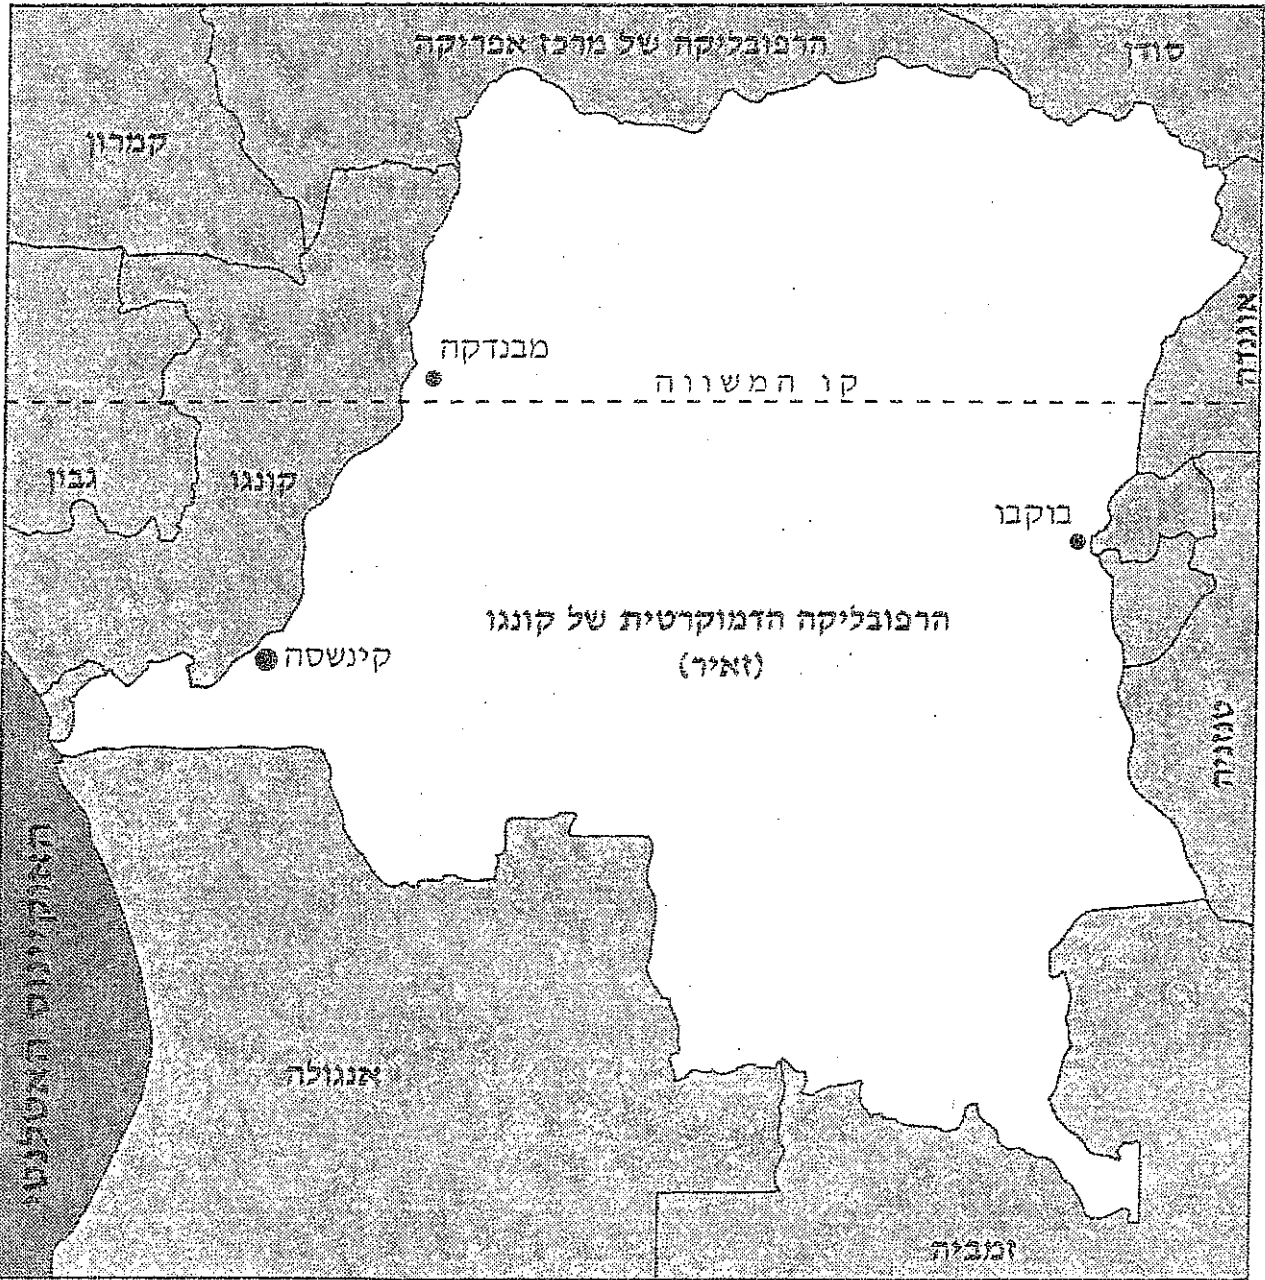 הרפובליקה של מרכז אפריקה
סודן
קמרון
אוגנדה
מבנדקה
קו המשווה
גבון
קונגו
בוקבו
הרפובליקה הדמוקרטית של קונגו
(זאיר)
קינשסה
טנזניה
האוקיינוס האטלנטי
אנגולה
זמביה